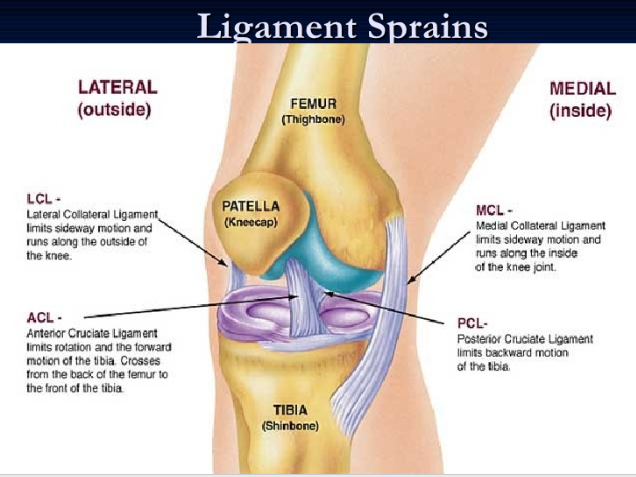 Ligament Sprains
LATERAL
(outside)
MEDIAL
(inside)
FEMUR
(Thighbone)
PATELLA
(Kneecap)
LCL -
Lateral Collateral Ligament
limits sideway motion and
runs along the outside of
the knee.
MCL -
Medial Collateral Ligament
limits sideway motion and
runs along the inside
of the knee joint.
ACL -
Anterior Cruciate Ligament
limits rotation and the forward
motion of the tibia. Crosses
from the back of the femur to
the front of the tibia.
PCL-
Posterior Cruciate Ligament
limits backward motion
of the tibia.
TIBIA
(Shinbone)